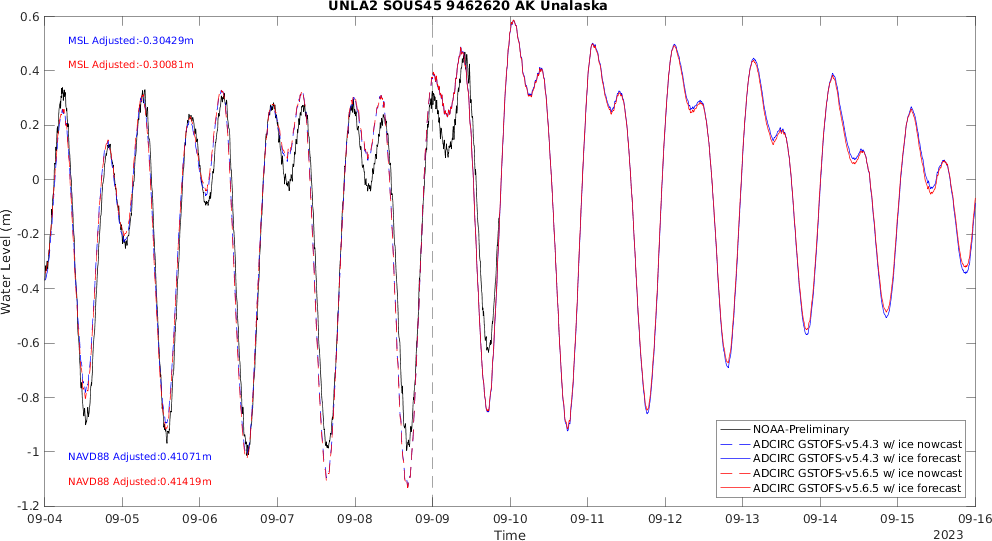 UNLA2 SOUS45 9462620 AK Unalaska
MSL Adjusted:-0.30429m
MSL Adjusted:-0.30081m
NAVD88 Adjusted:0.41071m
NAVD88 Adjusted:0.41419m
Water Level (m)
0.6
0.4
0.2
0
-0.2
-0.4
-0.6
-0.8
-1
-1.2
NOAA-Preliminary
ADCIRC GSTOFS-v5.4.3 w/ ice nowcast
ADCIRC GSTOFS-v5.4.3 w/ ice forecast
ADCIRC GSTOFS-v5.6.5 w/ ice nowcast
ADCIRC GSTOFS-v5.6.5 w/ ice forecast
09-04 09-05 09-06 09-07 09-08 09-09 09-10 09-11 09-12 09-13 09-14 09-15 09-16
Time
2023